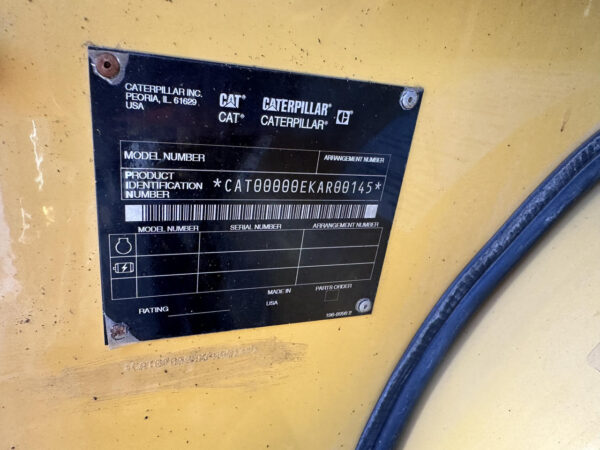 CATERPILLAR INC.
PEORIA, IL. 61629
USA
CAT® CATERPILLAR® C
CAT® CATERPILLAR®
MODEL NUMBER ARRANGEMENT NUMBER
PRODUCT
IDENTIFICATION
NUMBER
*CAT00000EKAR00145*
MODEL NUMBER SERIAL NUMBER ARRANGEMENT NUMBER
RATING MADE IN USA PARTS ORDER